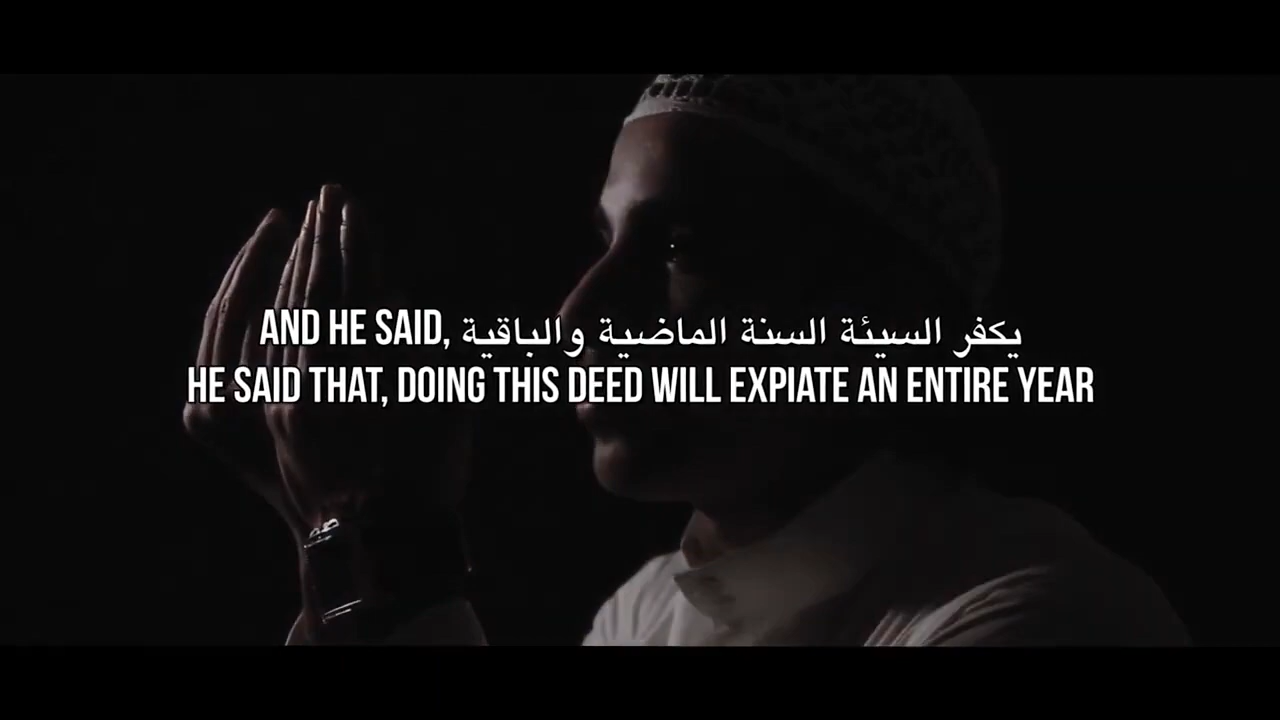 AND HE SAID, يكفر السيئة السنة الماضية والباقية
HE SAID THAT, DOING THIS DEED WILL EXPIATE AN ENTIRE YEAR